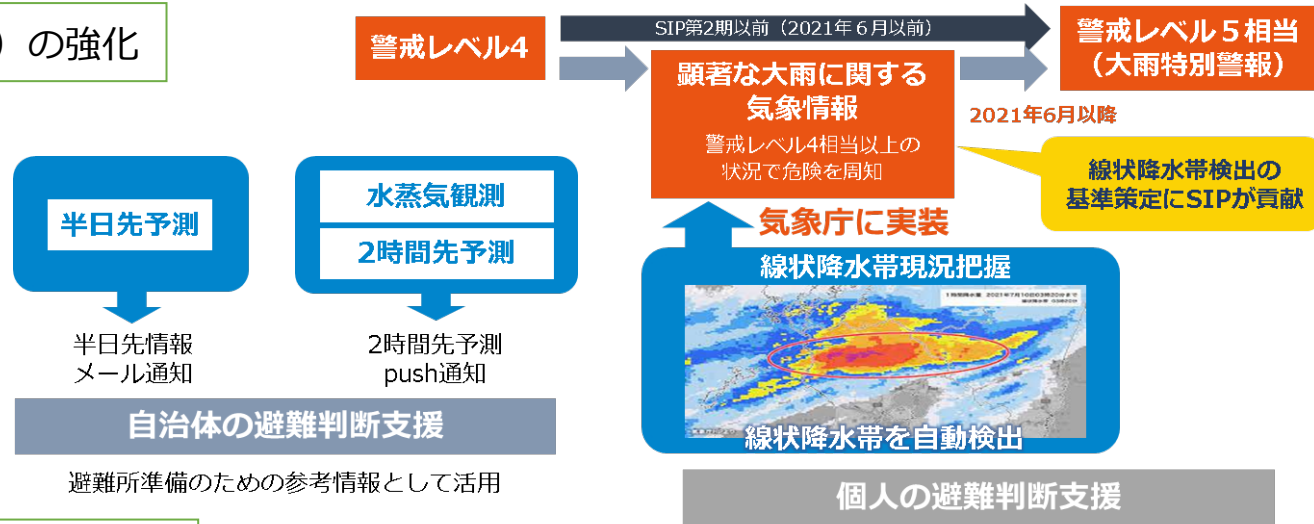 ）の強化
警戒レベル4
SIP第2期以前（2021年６月以前）
警戒レベル５相当
（大雨特別警報）
顕著な大雨に関する
気象情報
警戒レベル4相当以上の
状況で危険を周知
2021年6月以降
線状降水帯検出の
基準策定にSIPが貢献
半日先予測
水蒸気観測
2時間先予測
気象庁に実装
線状降水帯現況把握
半日先情報
メール通知
2時間先予測
push通知
線状降水帯を自動検出
自治体の避難判断支援
避難所準備のための参考情報として活用
個人の避難判断支援